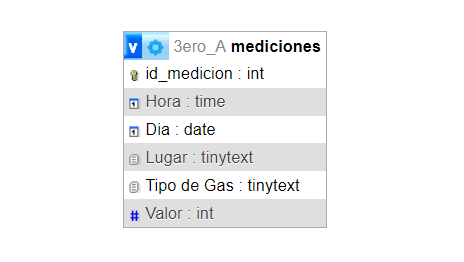 v 3ero_A mediciones
id_medicion : int
Hora : time
Dia : date
Lugar : tinytext
Tipo de Gas : tinytext
# Valor : int